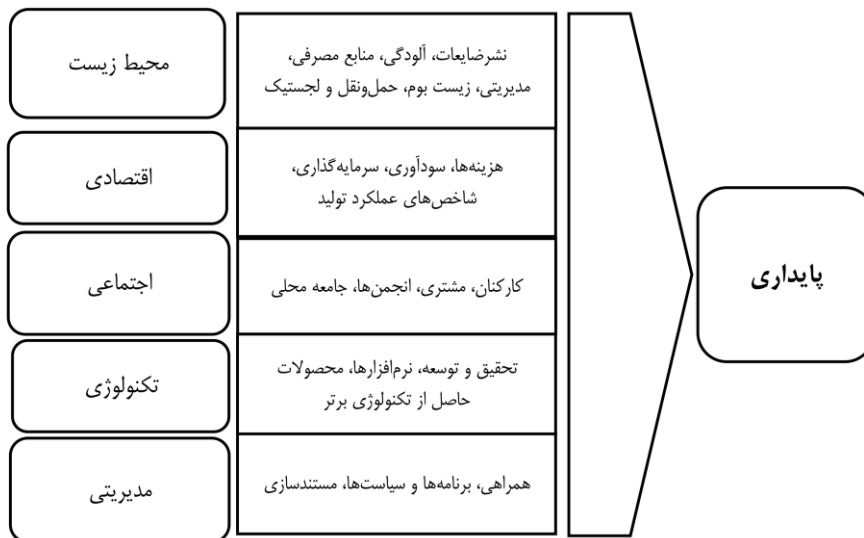 محیط زیست
نشرضایعات، آلودگی، منابع مصرفی،
مدیریتی، زیست بوم، حمل‌ونقل و لجستیک
اقتصادی
هزینه‌ها، سودآوری، سرمایه‌گذاری،
شاخص‌های عملکرد تولید
اجتماعی
کارکنان، مشتری، انجمن‌ها، جامعه محلی
تکنولوژی
تحقیق و توسعه، نرم‌افزارها، محصولات
حاصل از تکنولوژی برتر
مدیریتی
همراهی، برنامه‌ها و سیاست‌ها، مستندسازی
پایداری